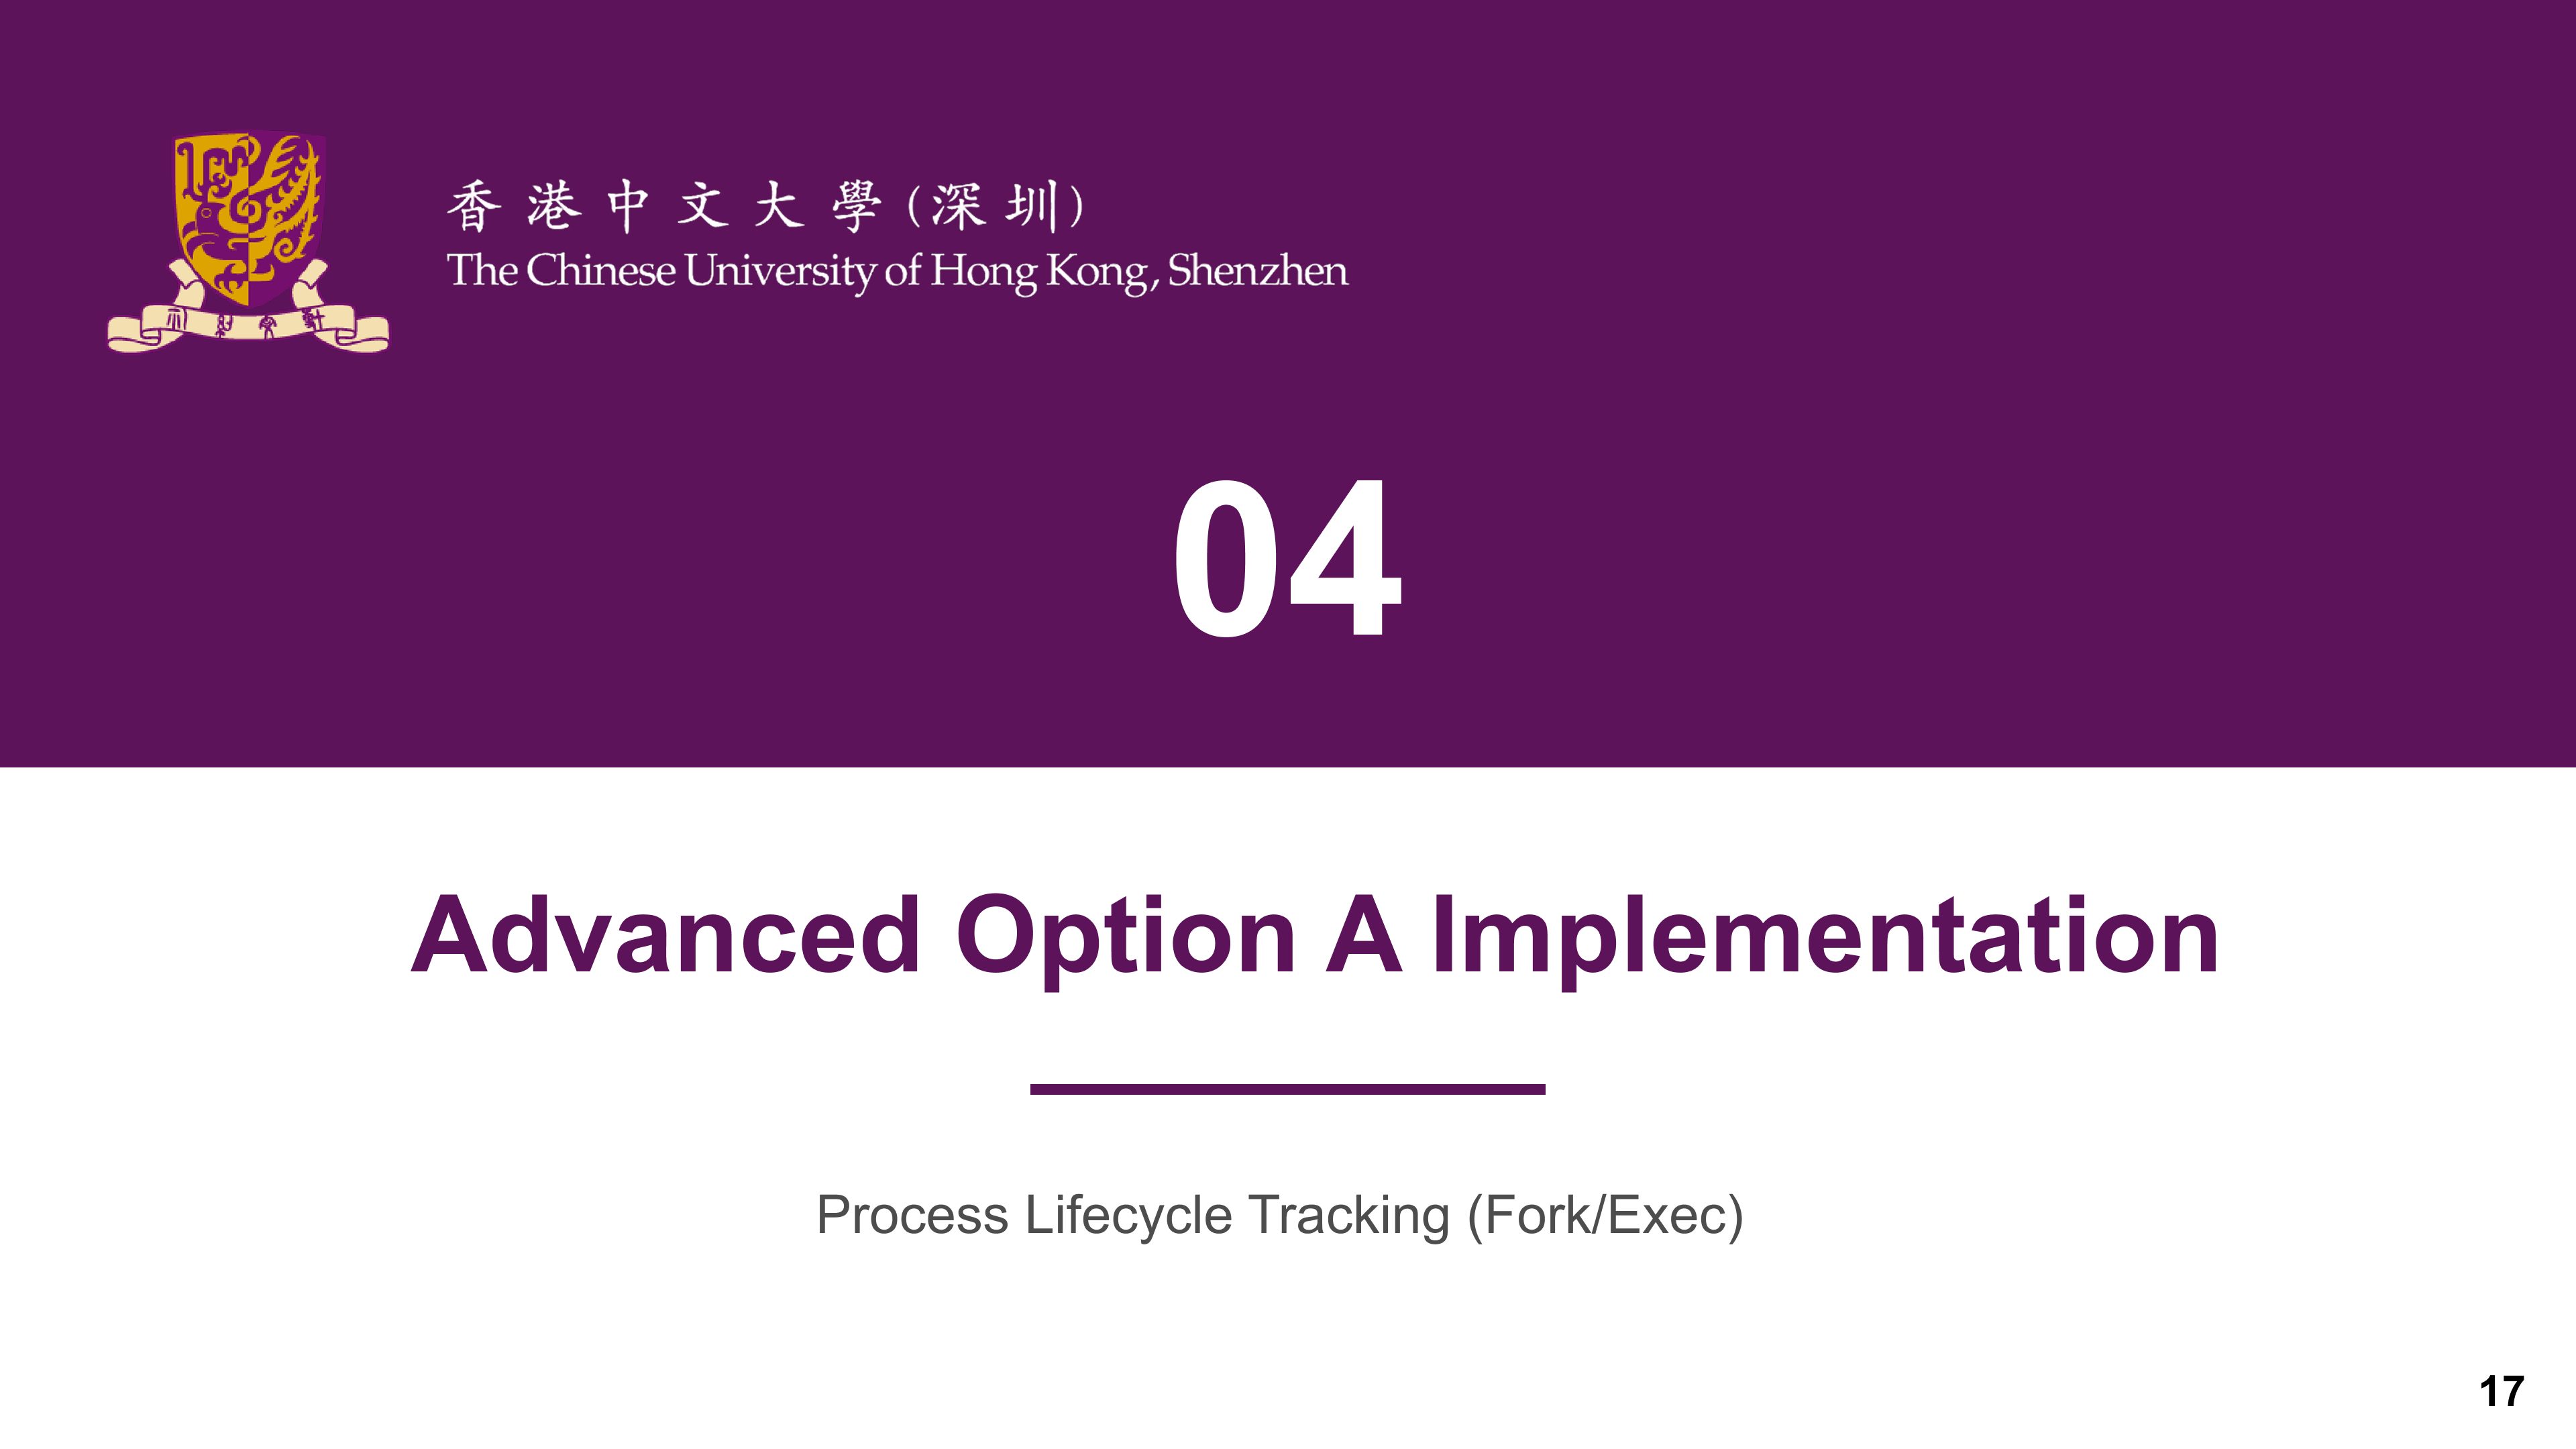 香港中文大學（深圳）
The Chinese University of Hong Kong, Shenzhen
04
Advanced Option A Implementation
Process Lifecycle Tracking (Fork/Exec)
17